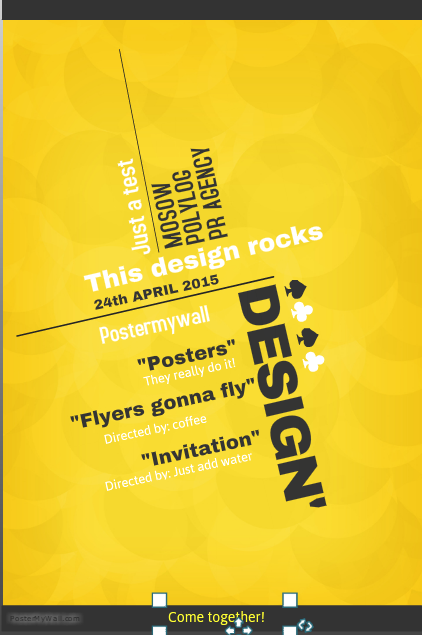 Just a test
MOSOW
POLYLOG
PR AGENCY
This design rocks
24th APRIL 2015
Postermywall
DESIGN'
"Posters"
They really do it!
"Flyers gonna fly"
Directed by: coffee
"Invitation"
Directed by: Just add water
PosterMyWall.com
Come together!